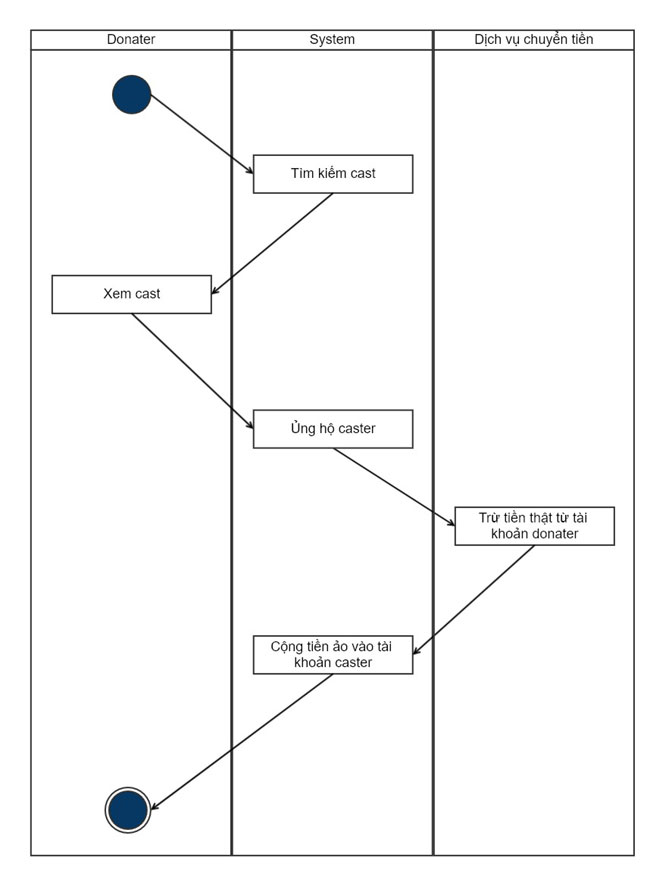 Donater
System
Dịch vụ chuyển tiền
Tìm kiếm cast
Xem cast
Ủng hộ caster
Trừ tiền thật từ tài
khoản donater
Cộng tiền ảo vào tài
khoản caster